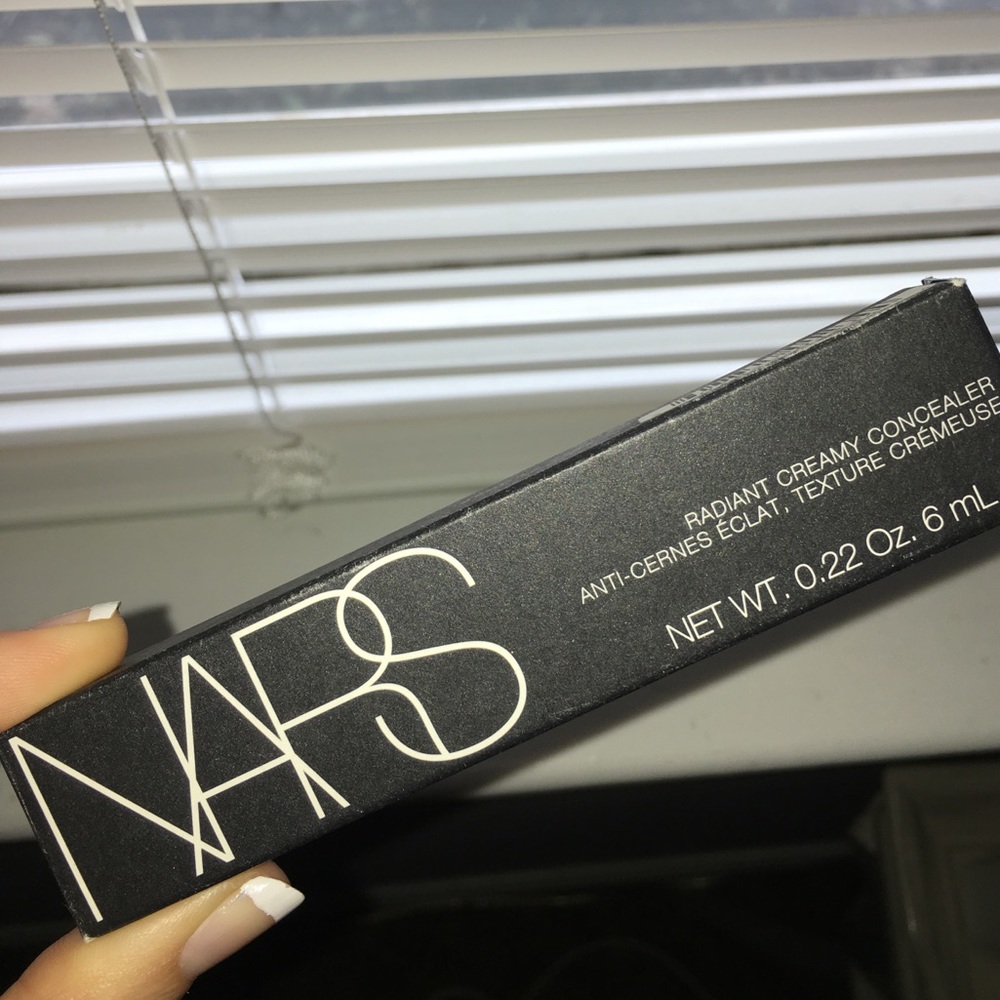 NARS
RADIANT CREAMY CONCEALER
ANTI-CERNES ÉCLAT, TEXTURE CRÉMEUSE
NET WT. 0.22 Oz. 6 mL